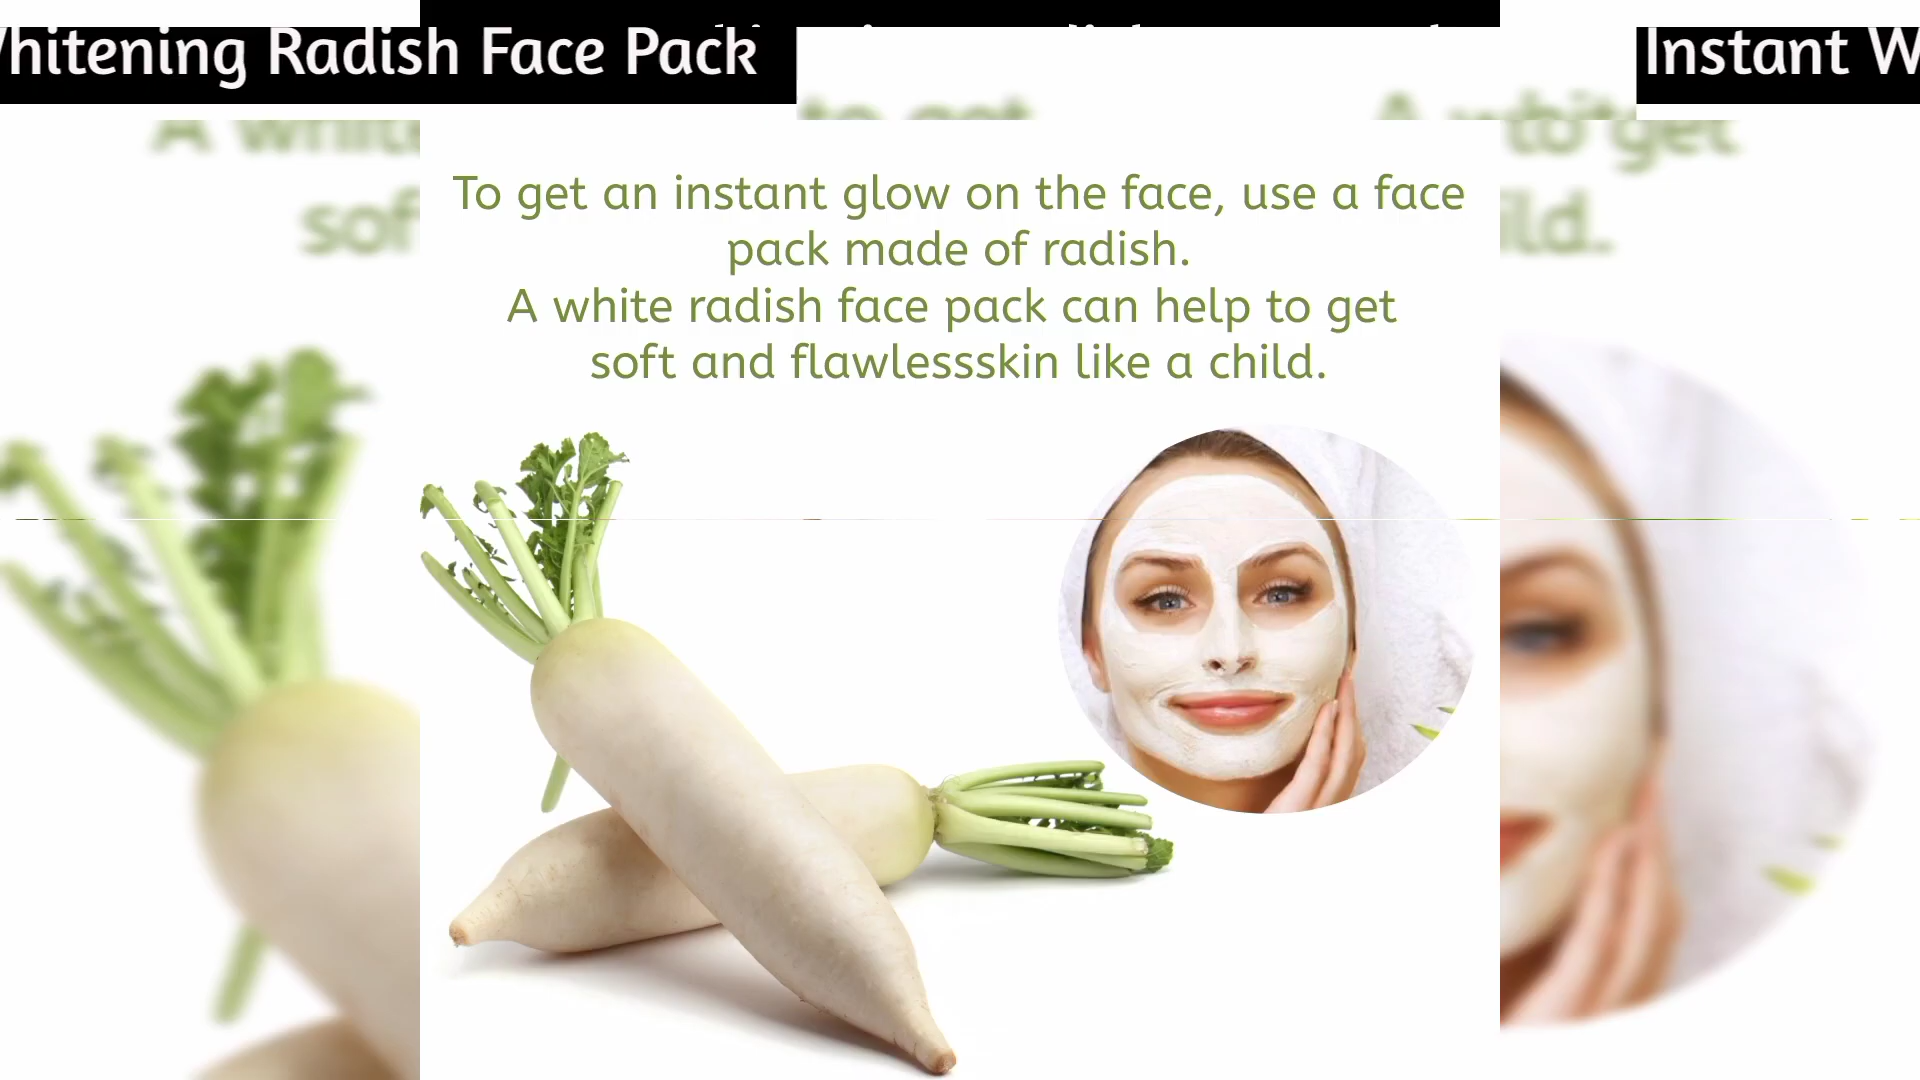 hitening Radish Face Pack
Instant W
To get an instant glow on the face, use a face
pack made of radish.
A white radish face pack can help to get
soft and flawlessskin like a child.